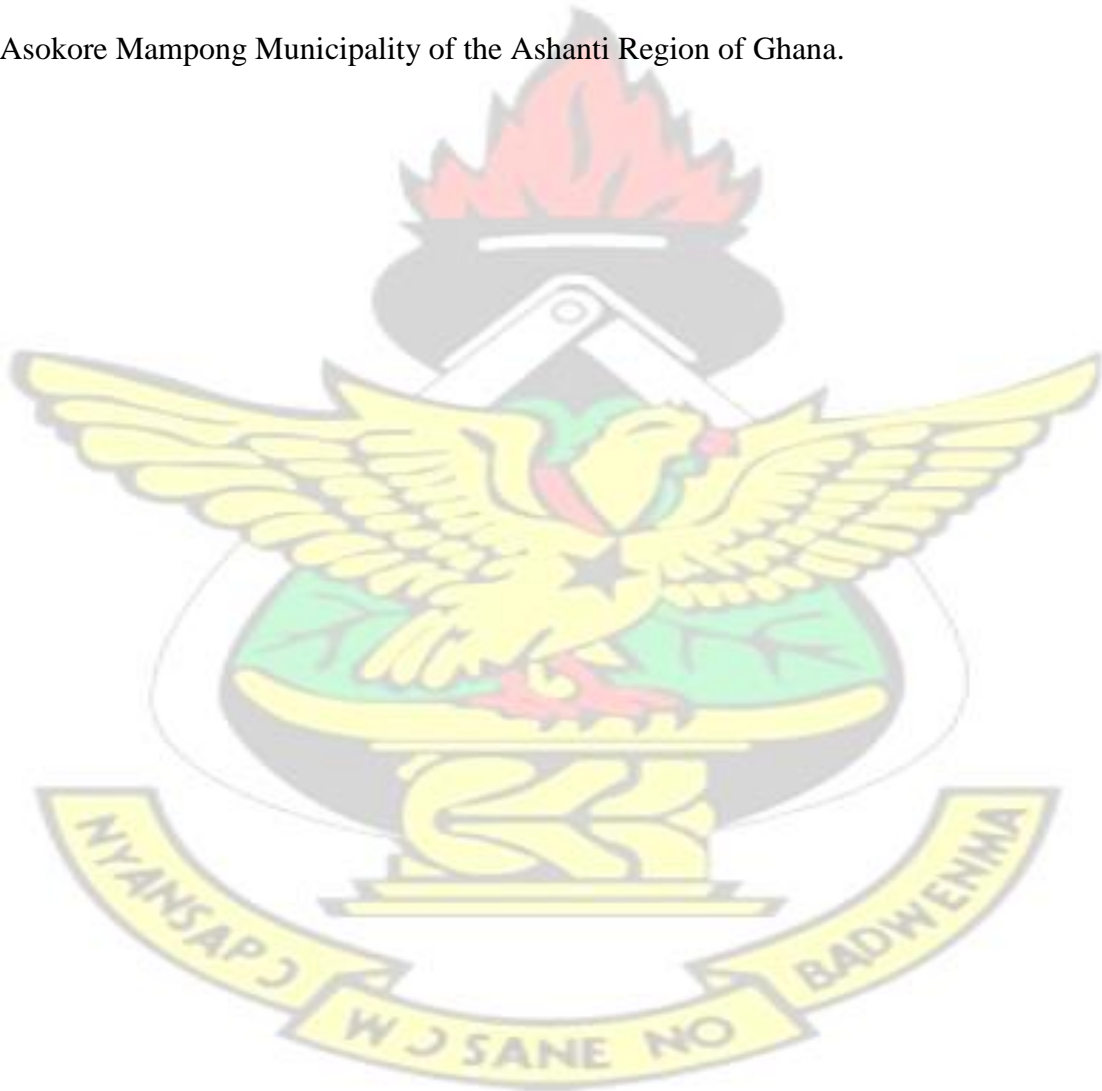 Asokore Mampong Municipality of the Ashanti Region of Ghana.
NYANSAPƆ
WƆSANE NO
BADWENMA